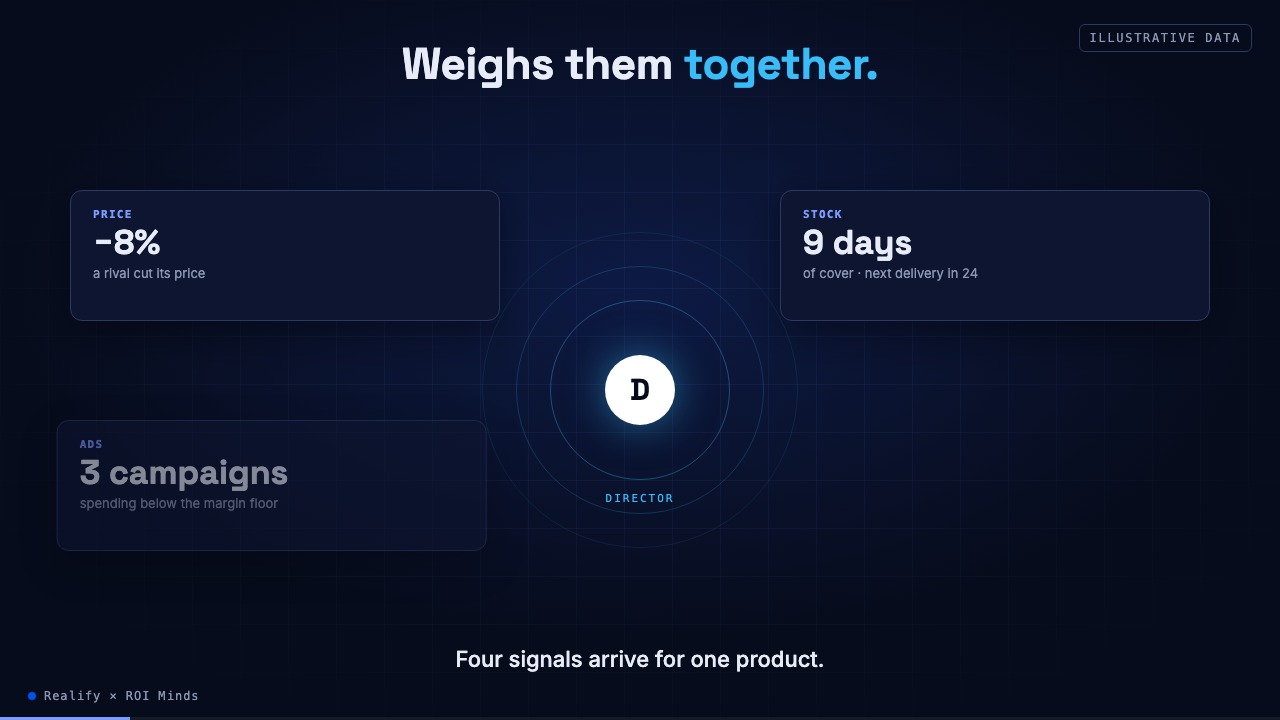 ILLUSTRATIVE DATA
Weighs them together.
PRICE
−8%
a rival cut its price
STOCK
9 days
of cover · next delivery in 24
D
DIRECTOR
ADS
3 campaigns
spending below the margin floor
Four signals arrive for one product.
Realify × ROI Minds